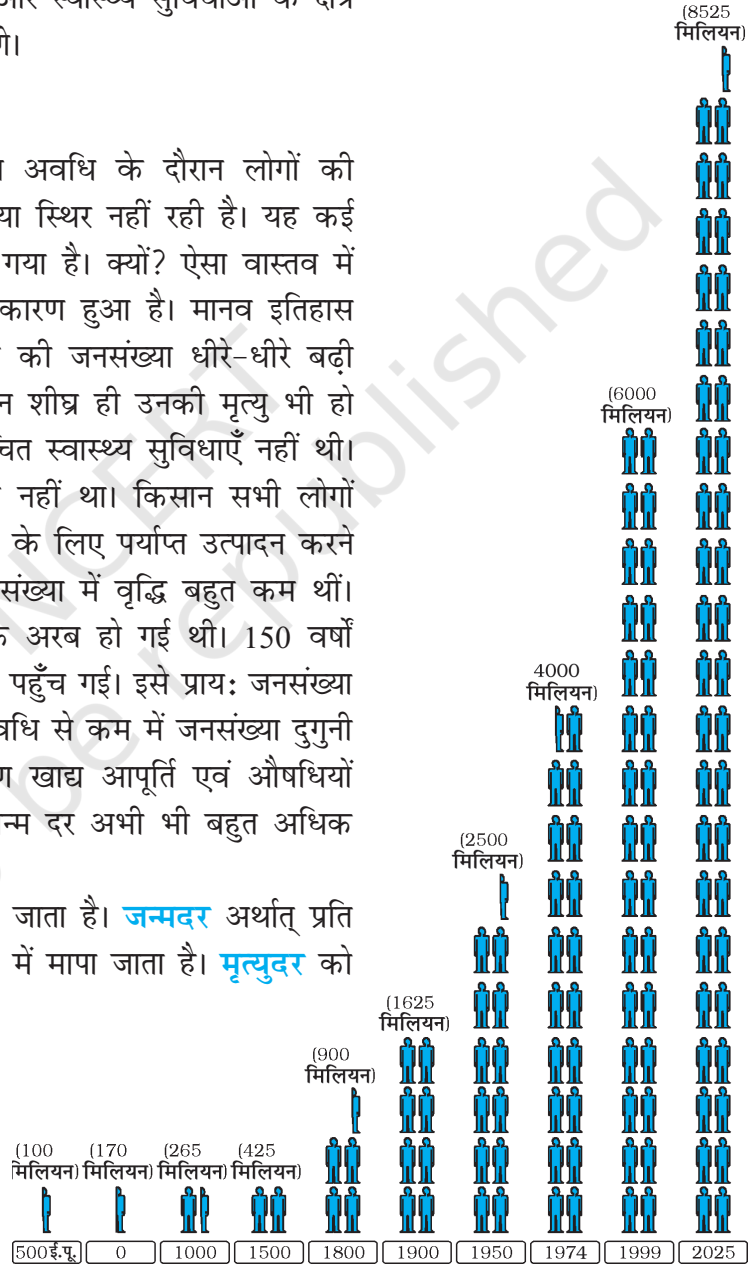 मिलियन)
(8525
मिलियन)
अवधि के दौरान लोगों की
या स्थिर नहीं रही है। यह कई
गया है। क्यों? ऐसा वास्तव में
कारण हुआ है। मानव इतिहास
की जनसंख्या धीरे-धीरे बढ़ी
न शीघ्र ही उनकी मृत्यु भी हो
चित स्वास्थ्य सुविधाएँ नहीं थी।
नहीं था। किसान सभी लोगों
के लिए पर्याप्त उत्पादन करने
संख्या में वृद्धि बहुत कम थीं।
अरब हो गई थी। 150 वर्षों
पहुँच गई। इसे प्राय: जनसंख्या
वधि से कम में जनसंख्या दुगुनी
खाद्य आपूर्ति एवं औषधियों
न्म दर अभी भी बहुत अधिक
जाता है। जन्मदर अर्थात् प्रति
में मापा जाता है। मृत्युदर को
(6000
मिलियन)
4000
मिलियन)
(2500
मिलियन)
(1625
मिलियन)
(900
मिलियन)
(100 (170 (265 (425
मिलियन) मिलियन) मिलियन) मिलियन)
500ई.पू. 0 1000 1500 1800 1900 1950 1974 1999 2025
NCERT
be republished